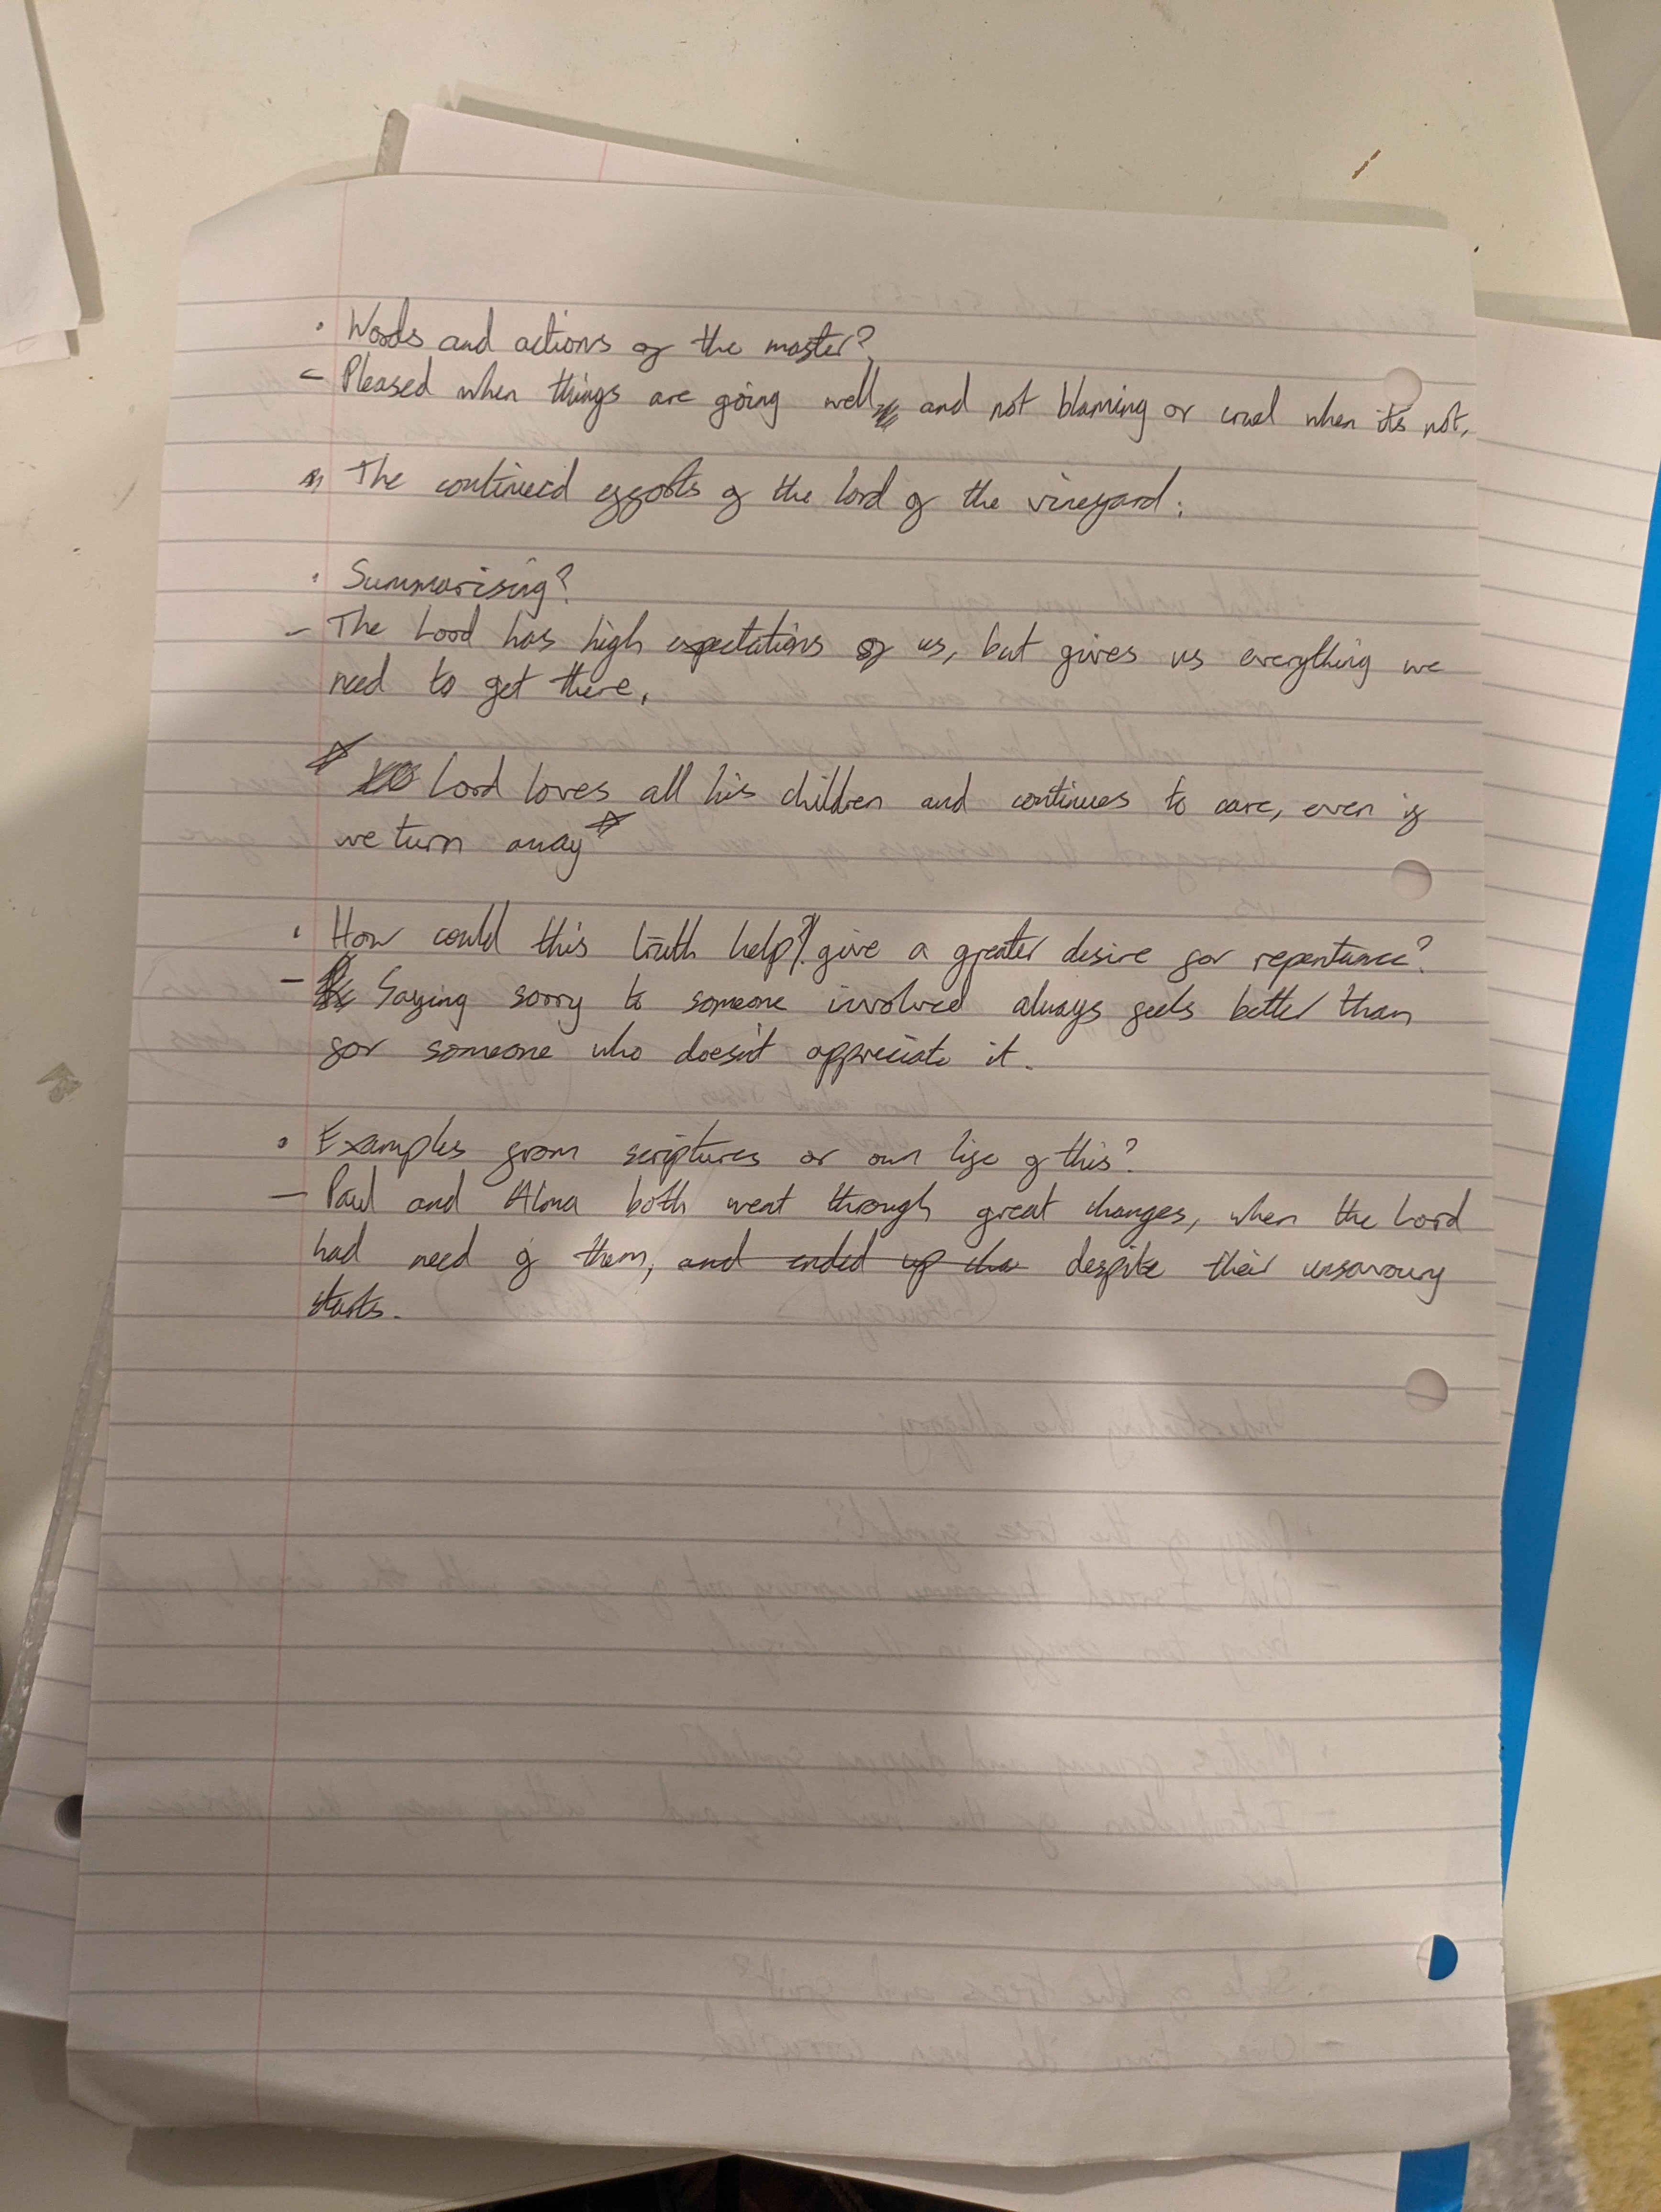 • Words and actions of the master?
- Pleased when things are going well and not blaming or cruel when its not.
The continued efforts of the lord of the vineyard:
• Summarising?
- The Lord has high expectations of us, but gives us everything we
need to get there.
☆ Lord loves all his children and continues to care, even if
we turn away ☆
• How could this truth help/give a greater desire for repentance?
- Saying sorry to someone involved always feels better than
for someone who doesn't appreciate it.
• Examples from scriptures or own life of this?
- Paul and Alma both went through great changes, when the Lord
had need of them, and ended up despite their unsavoury
starts.